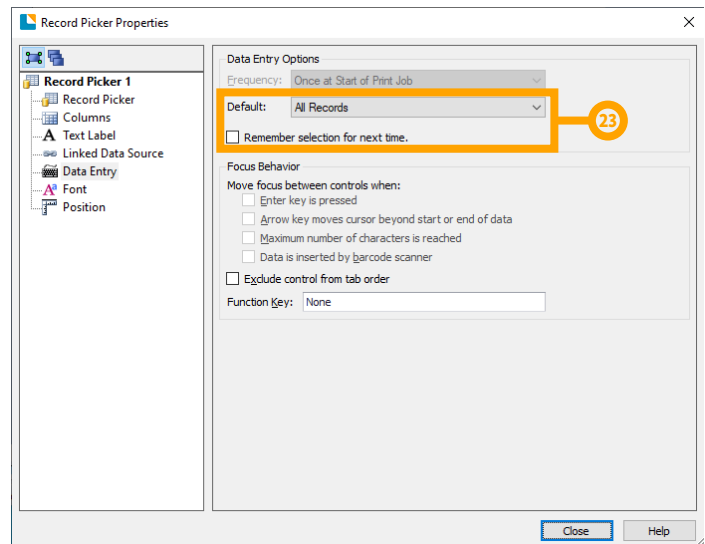 Record Picker Properties
Record Picker 1
Record Picker
Columns
Text Label
Linked Data Source
Data Entry
Font
Position
Data Entry Options
Frequency: Once at Start of Print Job
Default: All Records
23
Remember selection for next time.
Focus Behavior
Move focus between controls when:
Enter key is pressed
Arrow key moves cursor beyond start or end of data
Maximum number of characters is reached
Data is inserted by barcode scanner
Exclude control from tab order
Function Key: None
Close Help